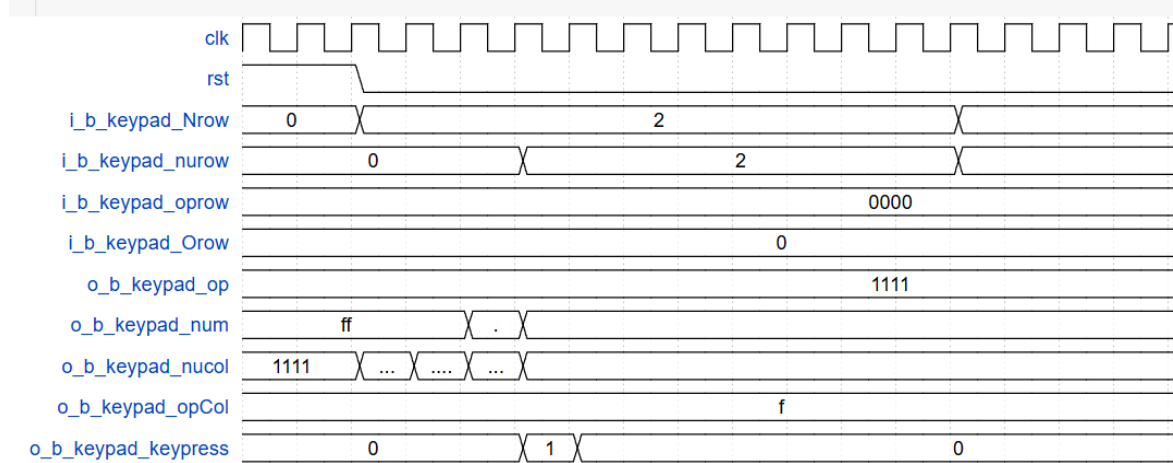 clk
rst
i_b_keypad_Nrow 0 2
i_b_keypad_nurow 0 2
i_b_keypad_oprow 0000
i_b_keypad_Orow 0
o_b_keypad_op 1111
o_b_keypad_num ff .
o_b_keypad_nucol 1111 ... .... ...
o_b_keypad_opCol f
o_b_keypad_keypress 0 1 0